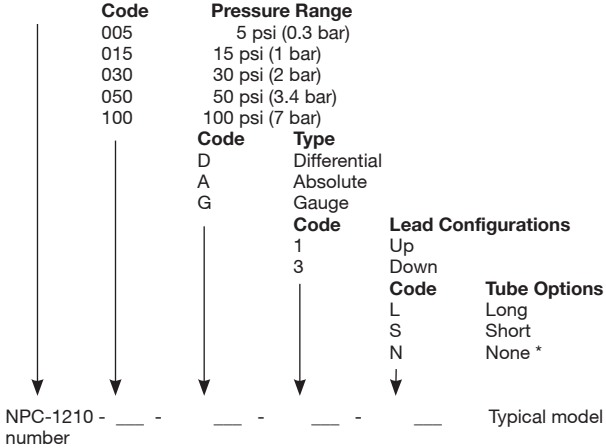 Code Pressure Range
005 5 psi (0.3 bar)
015 15 psi (1 bar)
030 30 psi (2 bar)
050 50 psi (3.4 bar)
100 100 psi (7 bar)
Code Type
D Differential
A Absolute
G Gauge
Code Lead Configurations
1 Up
3 Down
Code Tube Options
L Long
S Short
N None *
NPC-1210 - ___ - ___ - ___ - ___ Typical model
number